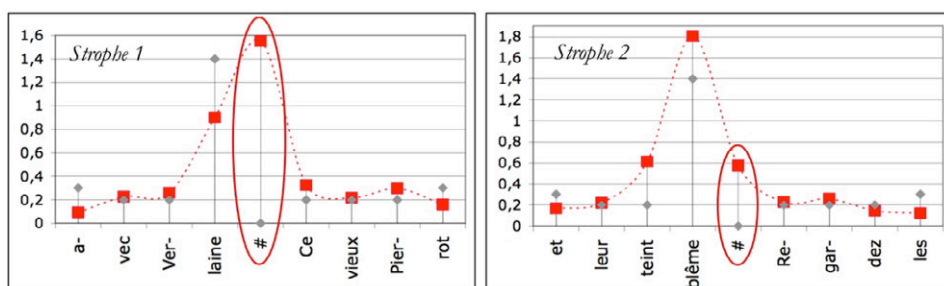 Strophe 1
1,6
1,4
1,2
1
0,8
0,6
0,4
0,2
0
a-
vec
Ver-
laine
#
Ce
vieux
Pier-
rot
Strophe 2
1,8
1,6
1,4
1,2
1
0,8
0,6
0,4
0,2
0
et
leur
teint
blême
#
Re-
gar-
dez
les